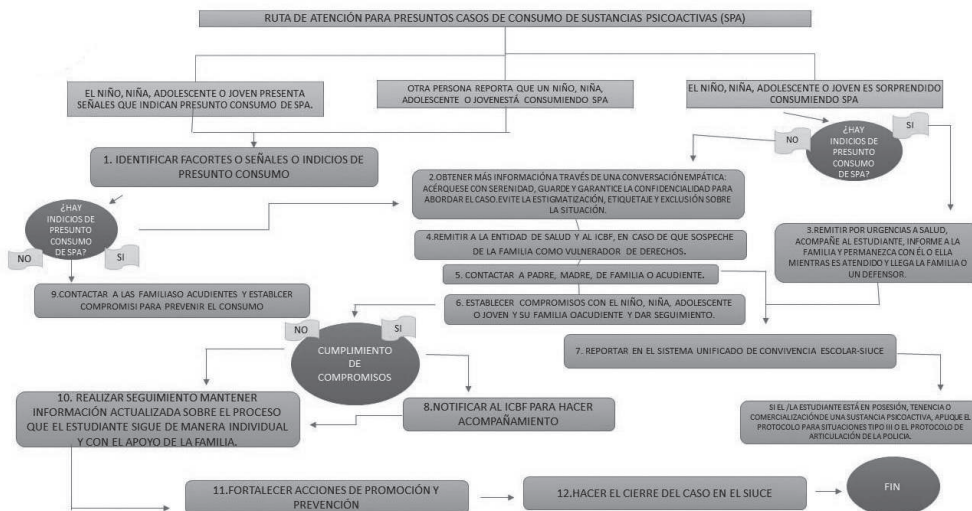 RUTA DE ATENCIÓN PARA PRESUNTOS CASOS DE CONSUMO DE SUSTANCIAS PSICOACTIVAS (SPA)
EL NIÑO, NIÑA, ADOLESCENTE O JOVEN PRESENTA
SEÑALES QUE INDICAN PRESUNTO CONSUMO DE SPA.
OTRA PERSONA REPORTA QUE UN NIÑO, NIÑA,
ADOLESCENTE O JOVENESTÁ CONSUMIENDO SPA
EL NIÑO, NIÑA, ADOLESCENTE O JOVEN ES SORPRENDIDO
CONSUMIENDO SPA
¿HAY
INDICIOS DE
PRESUNTO
CONSUMO
DE SPA?
NO
SI
1. IDENTIFICAR FACORTES O SEÑALES O INDICIOS DE
PRESUNTO CONSUMO
2.OBTENER MÁS INFORMACIÓN A TRAVÉS DE UNA CONVERSACIÓN EMPÁTICA:
ACÉRQUESE CON SERENIDAD, GUARDE Y GARANTICE LA CONFIDENCIALIDAD PARA
ABORDAR EL CASO.EVITE LA ESTIGMATIZACIÓN, ETIQUETAJE Y EXCLUSIÓN SOBRE
LA SITUACIÓN.
¿HAY
INDICIOS DE
PRESUNTO
CONSUMO
DE SPA?
NO
SI
3.REMITIR POR URGENCIAS A SALUD,
ACOMPAÑE AL ESTUDIANTE, INFORME A LA
FAMILIA Y PERMANEZCA CON ÉL O ELLA
MIENTRAS ES ATENDIDO Y LLEGA LA FAMILIA O
UN DEFENSOR.
4.REMITIR A LA ENTIDAD DE SALUD Y AL ICBF, EN CASO DE QUE SOSPECHE
DE LA FAMILIA COMO VULNERADOR DE DERECHOS.
5. CONTACTAR A PADRE, MADRE, DE FAMILIA O ACUDIENTE.
9.CONTACTAR A LAS FAMILIASO ACUDIENTES Y ESTABLCER
COMPROMISI PARA PREVENIR EL CONSUMO
6. ESTABLECER COMPROMISOS CON EL NIÑO, NIÑA, ADOLESCENTE
O JOVEN Y SU FAMILIA OACUDIENTE Y DAR SEGUIMIENTO.
NO
SI
CUMPLIMIENTO
DE
COMPROMISOS
7. REPORTAR EN EL SISTEMA UNIFICADO DE CONVIVENCIA ESCOLAR-SIUCE
10. REALIZAR SEGUIMIENTO MANTENER
INFORMACIÓN ACTUALIZADA SOBRE EL PROCESO
QUE EL ESTUDIANTE SIGUE DE MANERA INDIVIDUAL
Y CON EL APOYO DE LA FAMILIA.
8.NOTIFICAR AL ICBF PARA HACER
ACOMPAÑAMIENTO
SI EL /LA ESTUDIANTE ESTÁ EN POSESIÓN, TENENCIA O
COMERCIALIZACIÓNDE UNA SUSTANCIA PSICOACTIVA, APLIQUE EL
PROTOCOLO PARA SITUACIONES TIPO III O EL PROTOCOLO DE
ARTICULACIÓN DE LA POLICIA.
11.FORTALECER ACCIONES DE PROMOCIÓN Y
PREVENCIÓN
12.HACER EL CIERRE DEL CASO EN EL SIUCE
FIN